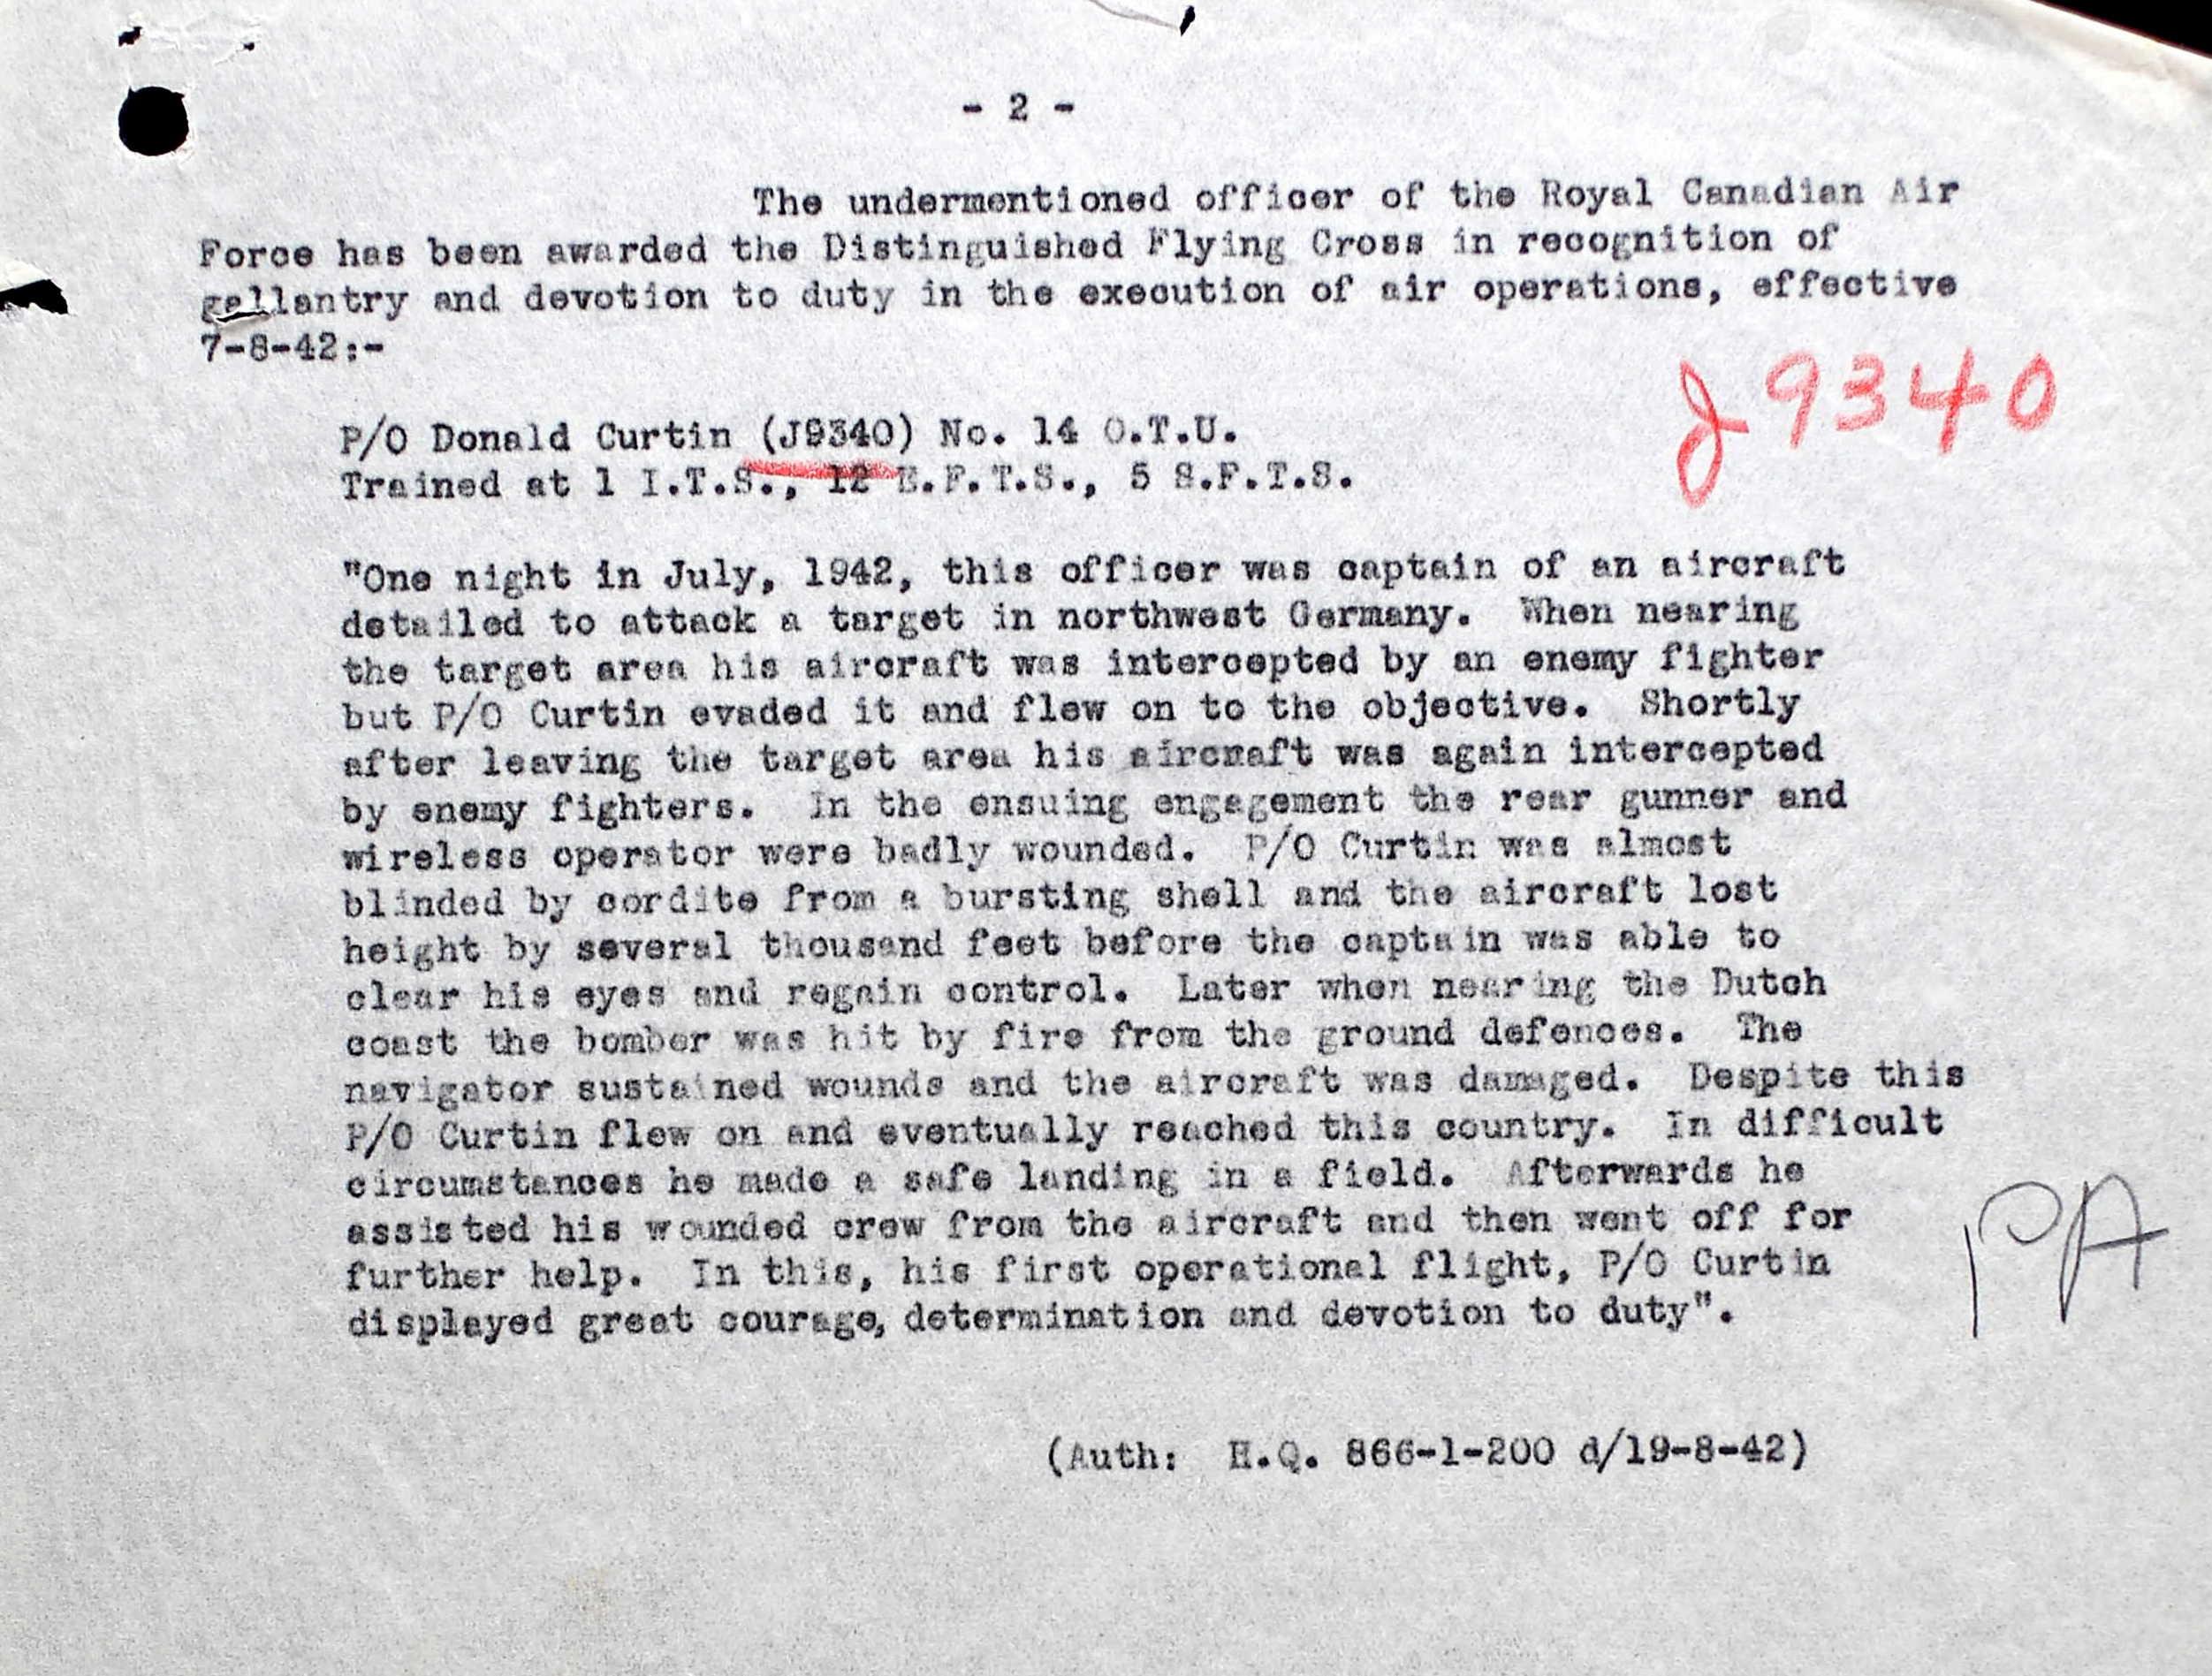 - 2 -
The undermentioned officer of the Royal Canadian Air
Force has been awarded the Distinguished Flying Cross in recognition of
gallantry and devotion to duty in the execution of air operations, effective
7-8-42:-
J9340
P/O Donald Curtin (J9340) No. 14 O.T.U.
Trained at 1 I.T.S., 12 E.F.T.S., 5 S.F.T.S.
"One night in July, 1942, this officer was captain of an aircraft
detailed to attack a target in northwest Germany. When nearing
the target area his aircraft was intercepted by an enemy fighter
but P/O Curtin evaded it and flew on to the objective. Shortly
after leaving the target area his aircraft was again intercepted
by enemy fighters. In the ensuing engagement the rear gunner and
wireless operator were badly wounded. P/O Curtin was almost
blinded by cordite from a bursting shell and the aircraft lost
height by several thousand feet before the captain was able to
clear his eyes and regain control. Later when nearing the Dutch
coast the bomber was hit by fire from the ground defences. The
navigator sustained wounds and the aircraft was damaged. Despite this
P/O Curtin flew on and eventually reached this country. In difficult
circumstances he made a safe landing in a field. Afterwards he
assisted his wounded crew from the aircraft and then went off for
further help. In this, his first operational flight, P/O Curtin
displayed great courage, determination and devotion to duty".
PA
(Auth: H.Q. 866-1-200 d/19-8-42)